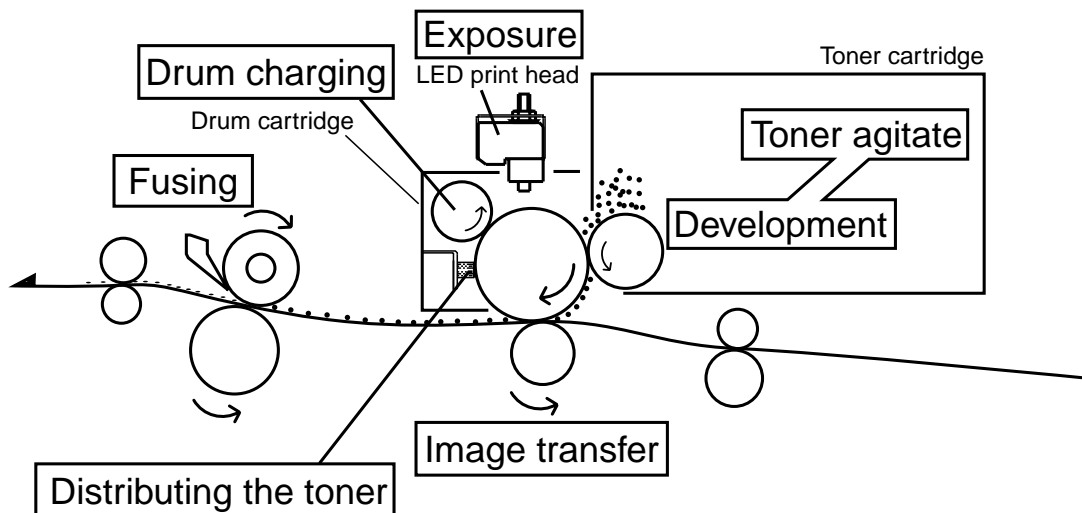 Exposure
LED print head
Toner cartridge
Drum charging
Drum cartridge
Toner agitate
Fusing
Development
Image transfer
Distributing the toner